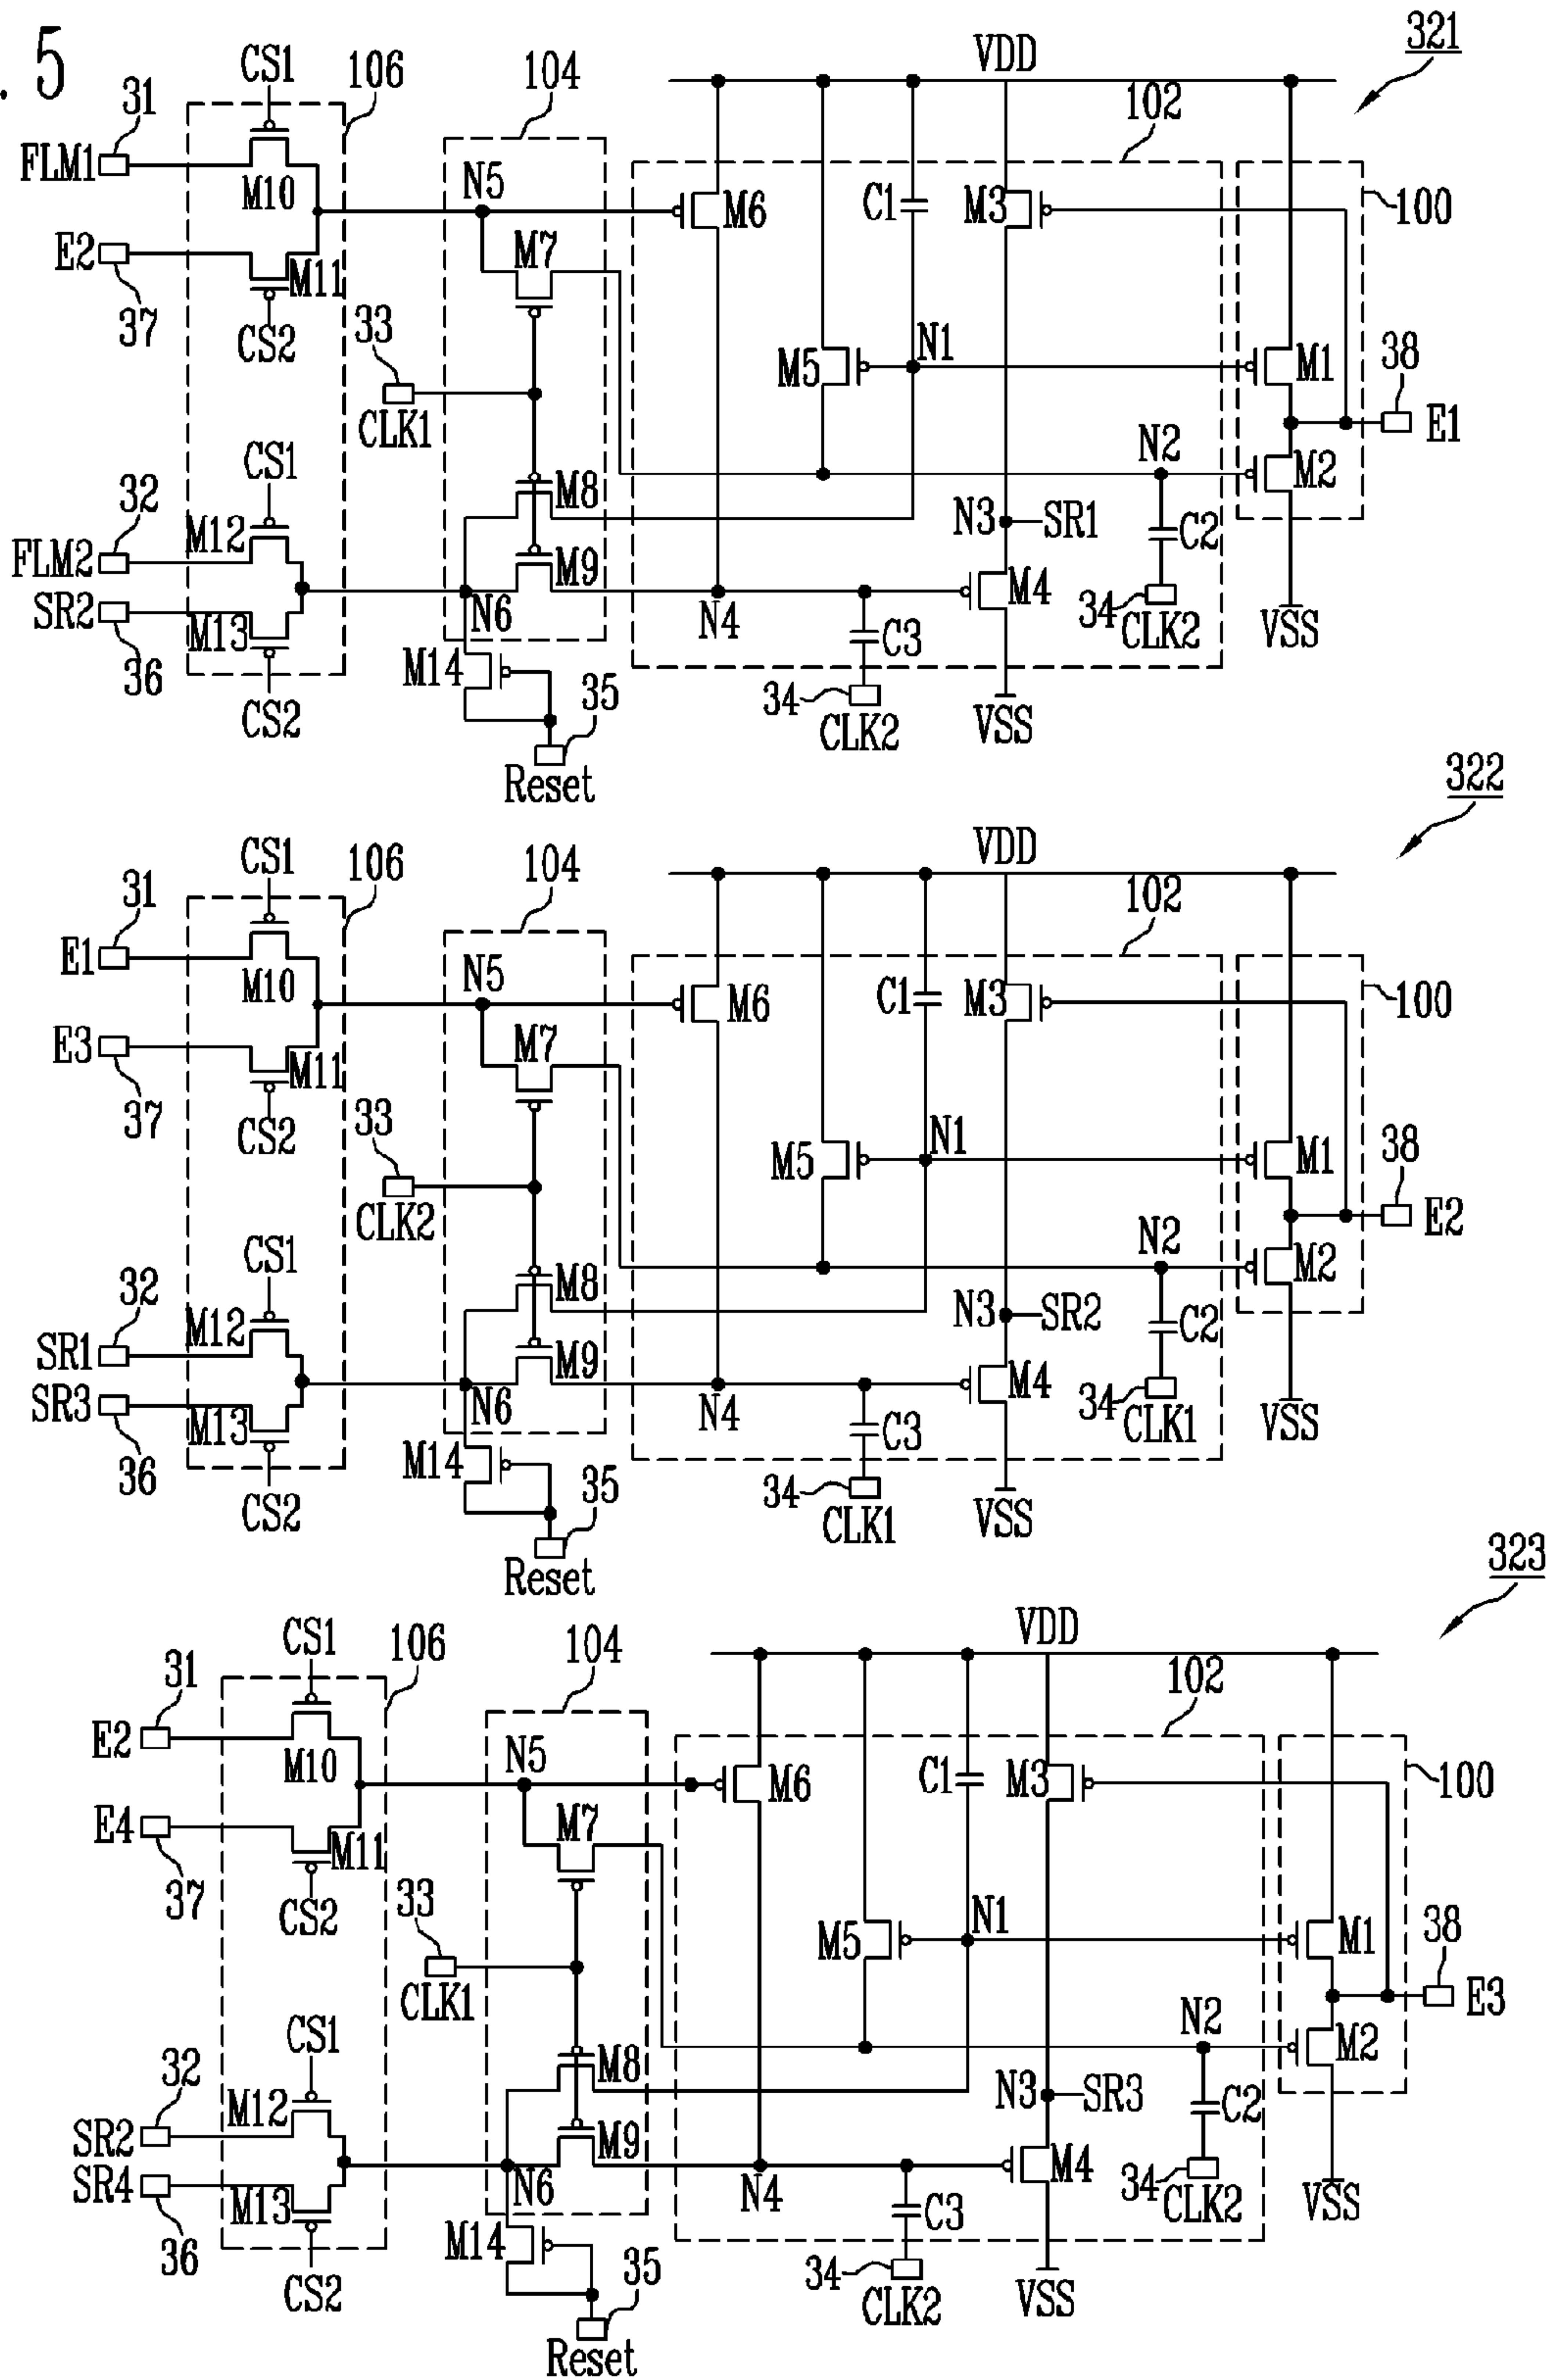 . 5
321
CS1
106
104
VDD
102
31
FLM1
M10
N5
M6
C1
M3
100
E2
M11
M7
37
CS2
33
CLK1
M5
N1
M1
38
E1
CS1
N2
M2
32
M12
M8
N3
SR1
C2
FLM2
M9
M4
SR2
M13
N6
N4
34
CLK2
VSS
36
M14
C3
CS2
35
34
CLK2
VSS
Reset
322
CS1
106
104
VDD
102
31
E1
M10
N5
M6
C1
M3
100
E3
M11
M7
37
CS2
33
CLK2
M5
N1
M1
38
E2
CS1
N2
M2
32
M12
M8
N3
SR2
C2
SR1
M9
M4
SR3
M13
N6
N4
34
CLK1
VSS
36
M14
C3
CS2
35
34
CLK1
VSS
Reset
323
CS1
106
104
VDD
102
31
E2
M10
N5
M6
C1
M3
100
E4
M11
M7
37
CS2
33
CLK1
M5
N1
M1
38
E3
CS1
N2
M2
32
M12
M8
N3
SR3
C2
SR2
M9
M4
SR4
M13
N6
N4
34
CLK2
VSS
36
M14
C3
CS2
35
34
CLK2
VSS
Reset